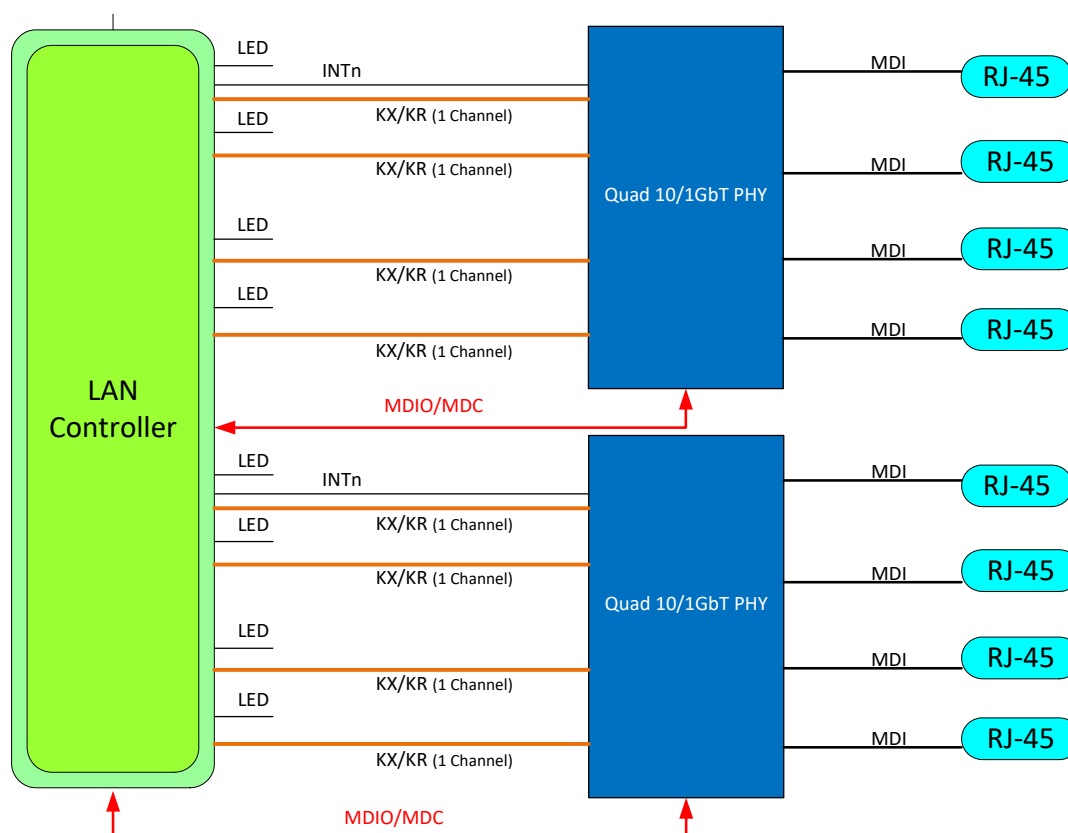 LED
INTn
MDI
RJ-45
KX/KR (1 Channel)
LED
KX/KR (1 Channel)
MDI
RJ-45
Quad 10/1GbT PHY
LED
MDI
RJ-45
KX/KR (1 Channel)
LED
MDI
RJ-45
KX/KR (1 Channel)
LAN
Controller
MDIO/MDC
LED
INTn
MDI
RJ-45
KX/KR (1 Channel)
LED
KX/KR (1 Channel)
MDI
RJ-45
Quad 10/1GbT PHY
LED
MDI
RJ-45
KX/KR (1 Channel)
LED
MDI
RJ-45
KX/KR (1 Channel)
MDIO/MDC